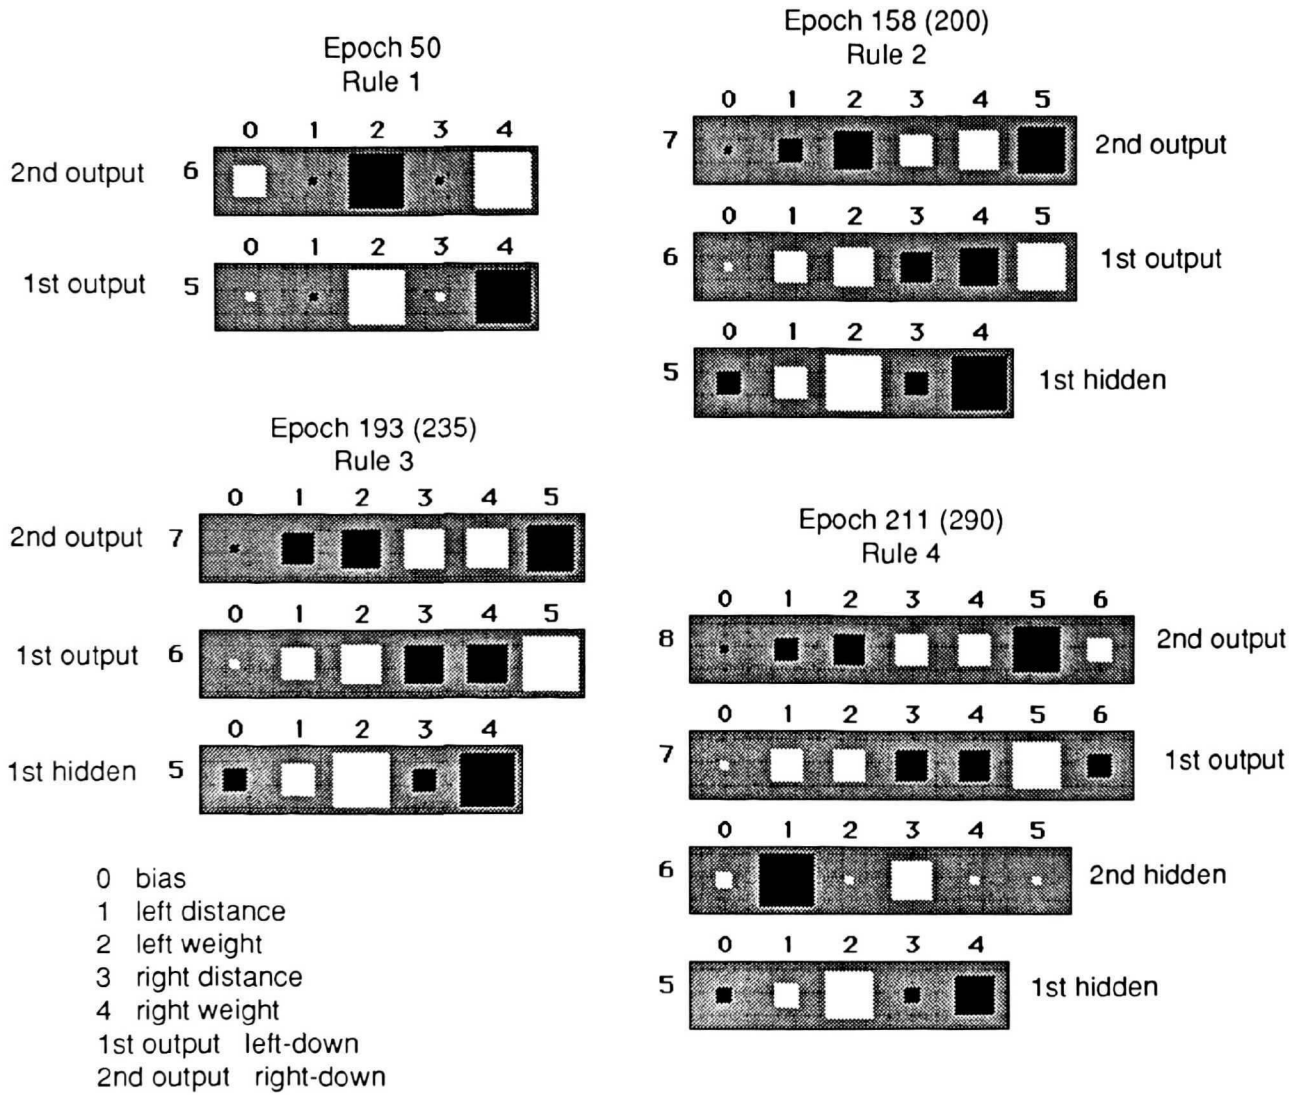 Epoch 50
Rule 1
0 1 2 3 4
2nd output 6
0 1 2 3 4
1st output 5
Epoch 158 (200)
Rule 2
0 1 2 3 4 5
7 2nd output
0 1 2 3 4 5
6 1st output
0 1 2 3 4
5 1st hidden
Epoch 193 (235)
Rule 3
0 1 2 3 4 5
2nd output 7
0 1 2 3 4 5
1st output 6
0 1 2 3 4
1st hidden 5
Epoch 211 (290)
Rule 4
0 1 2 3 4 5 6
8 2nd output
0 1 2 3 4 5 6
7 1st output
0 1 2 3 4 5
6 2nd hidden
0 1 2 3 4
5 1st hidden
0 bias
1 left distance
2 left weight
3 right distance
4 right weight
1st output left-down
2nd output right-down